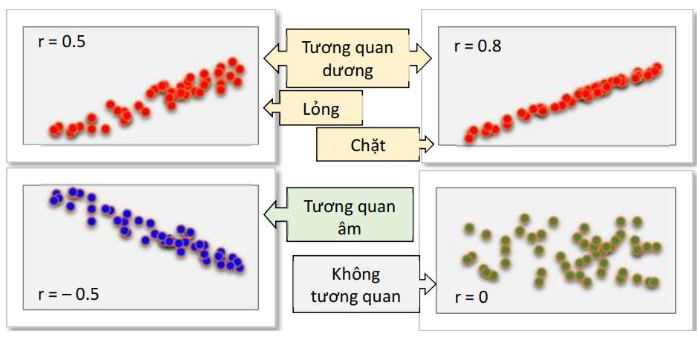 r = 0.5
Tương quan
dương
r = 0.8
Lỏng
Chặt
Tương quan
âm
r = – 0.5
Không
tương quan
r = 0